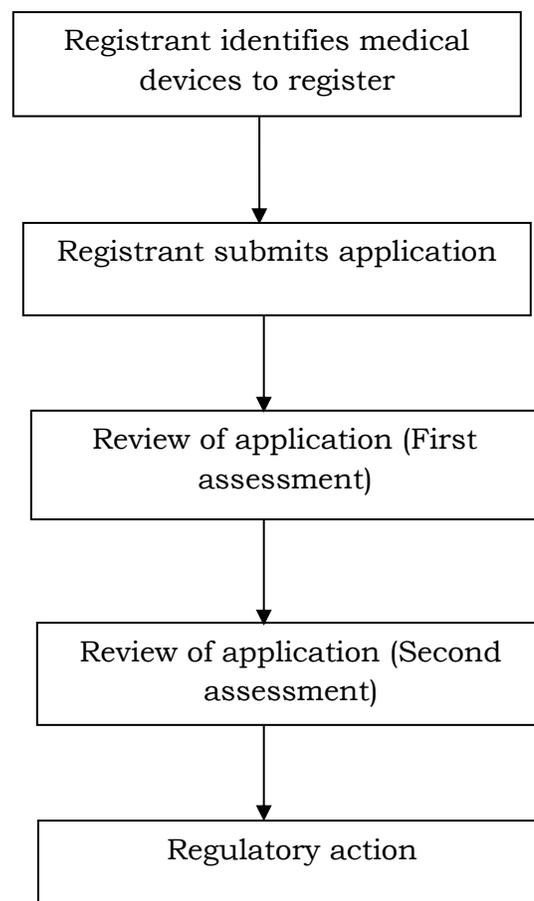 Registrant identifies medical
devices to register
Registrant submits application
Review of application (First
assessment)
Review of application (Second
assessment)
Regulatory action